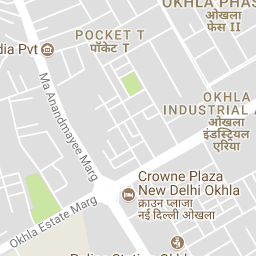 OKHLA PHAS
ओखला
फेस II
POCKET T
पॉकेट T
dia Pvt
Ma Anandmayee Marg
OKHLA
INDUSTRIAL A
ओखला
इंडस्ट्रियल
एरिया
Crowne Plaza
New Delhi Okhla
क्राउन प्लाजा
नई दिल्ली ओखला
Okhla Estate Marg